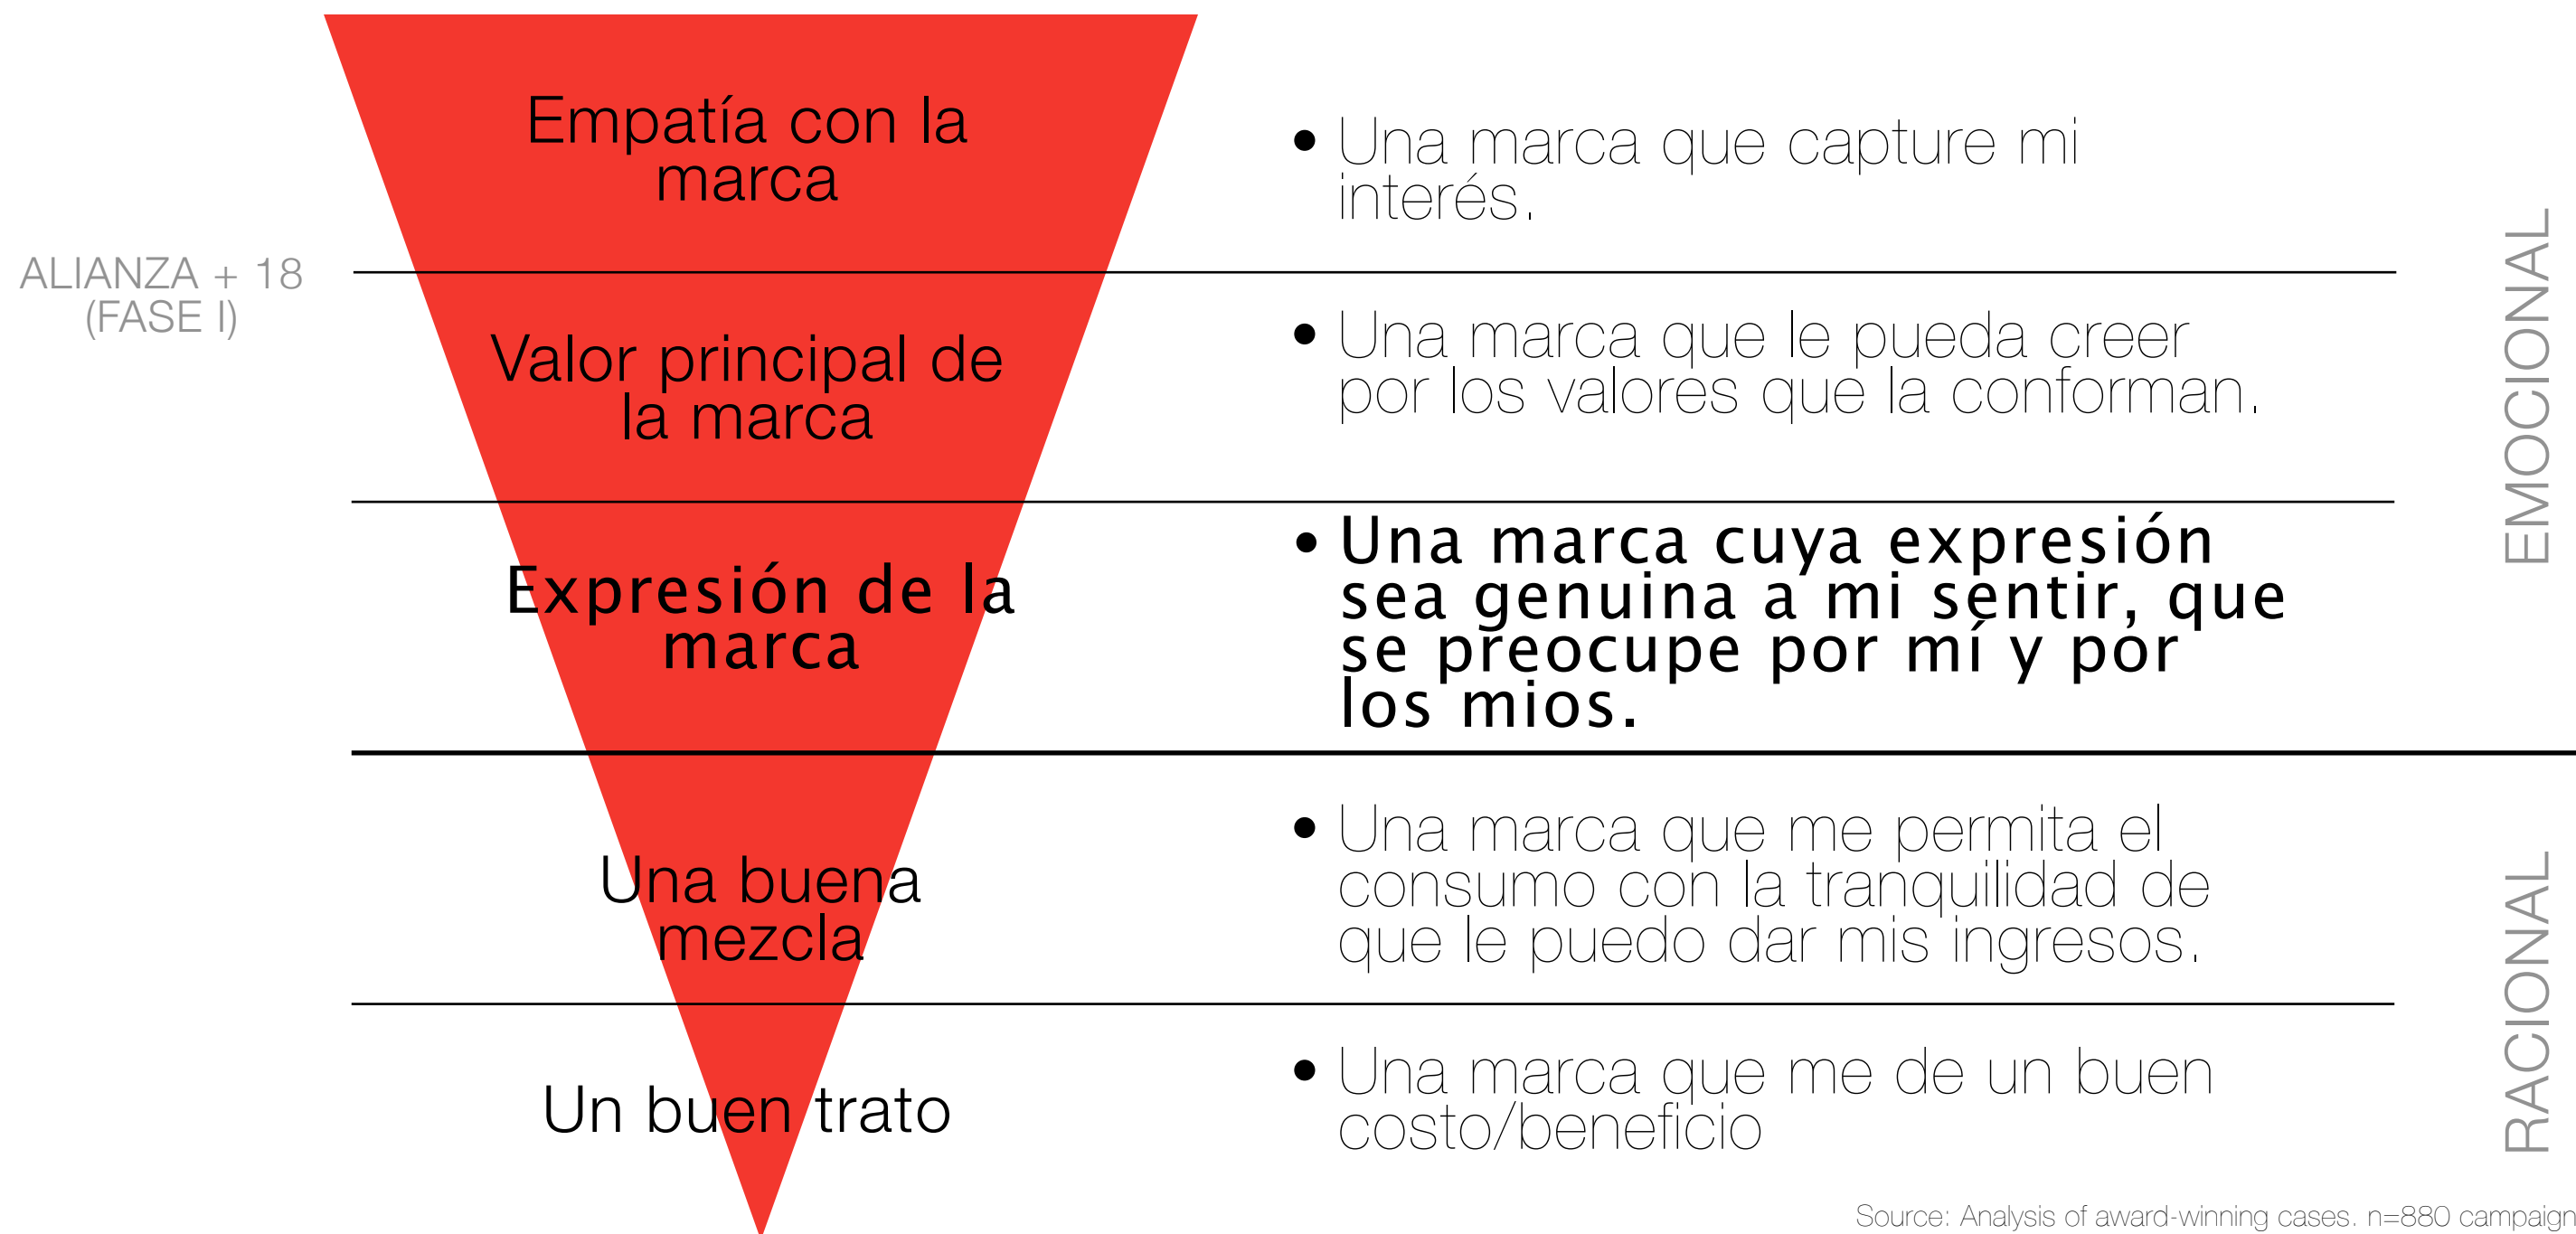 Empatía con la
marca
• Una marca que capture mi
interés.
ALIANZA + 18
(FASE I)
Valor principal de
la marca
• Una marca que le pueda creer
por los valores que la conforman.
EMOCIONAL
Expresión de la
marca
• Una marca cuya expresión
sea genuina a mi sentir, que
se preocupe por mí y por
los mios.
Una buena
mezcla
• Una marca que me permita el
consumo con la tranquilidad de
que le puedo dar mis ingresos.
RACIONAL
Un buen trato
• Una marca que me de un buen
costo/beneficio
Source: Analysis of award-winning cases. n=880 campaign